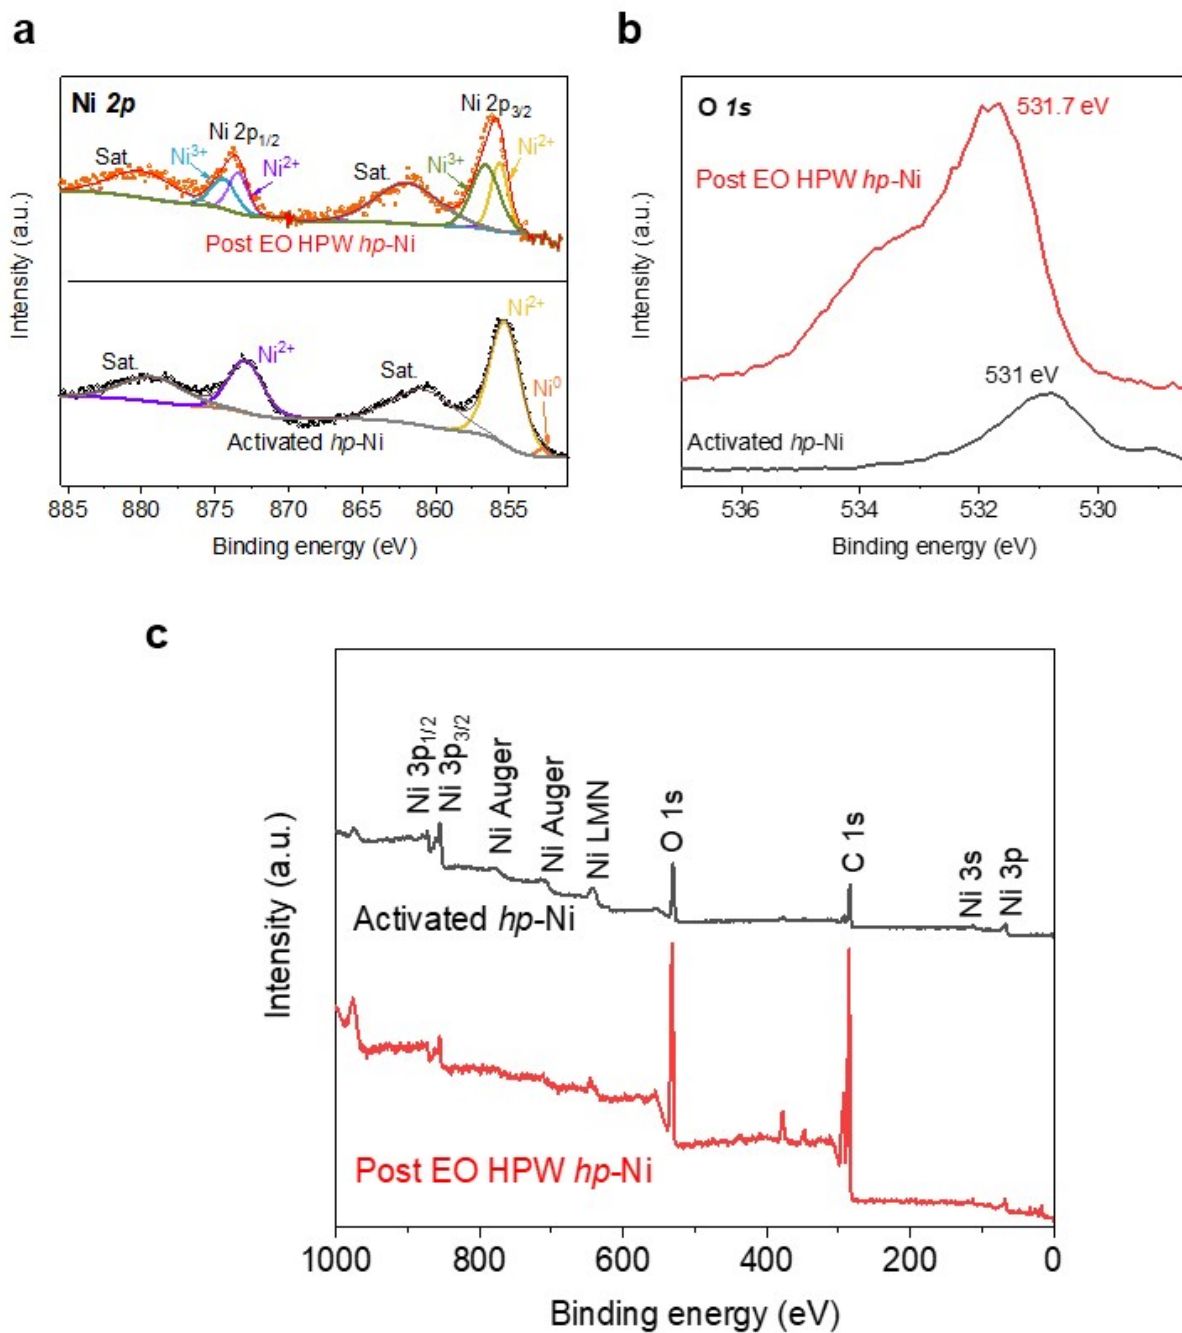 a
Ni 2p
Ni 2p3/2
Ni 2p1/2
Sat.
Ni3+
Ni2+
Sat.
Ni3+
Ni2+
Post EO HPW hp-Ni
Ni2+
Ni2+
Sat.
Sat.
Ni0
Activated hp-Ni
Intensity (a.u.)
885 880 875 870 865 860 855
Binding energy (eV)
b
O 1s
531.7 eV
Post EO HPW hp-Ni
531 eV
Activated hp-Ni
Intensity (a.u.)
536 534 532 530
Binding energy (eV)
c
Ni 3p1/2
Ni 3p3/2
Ni Auger
Ni Auger
Ni LMN
O 1s
C 1s
Ni 3s
Ni 3p
Activated hp-Ni
Post EO HPW hp-Ni
Intensity (a.u.)
1000 800 600 400 200 0
Binding energy (eV)